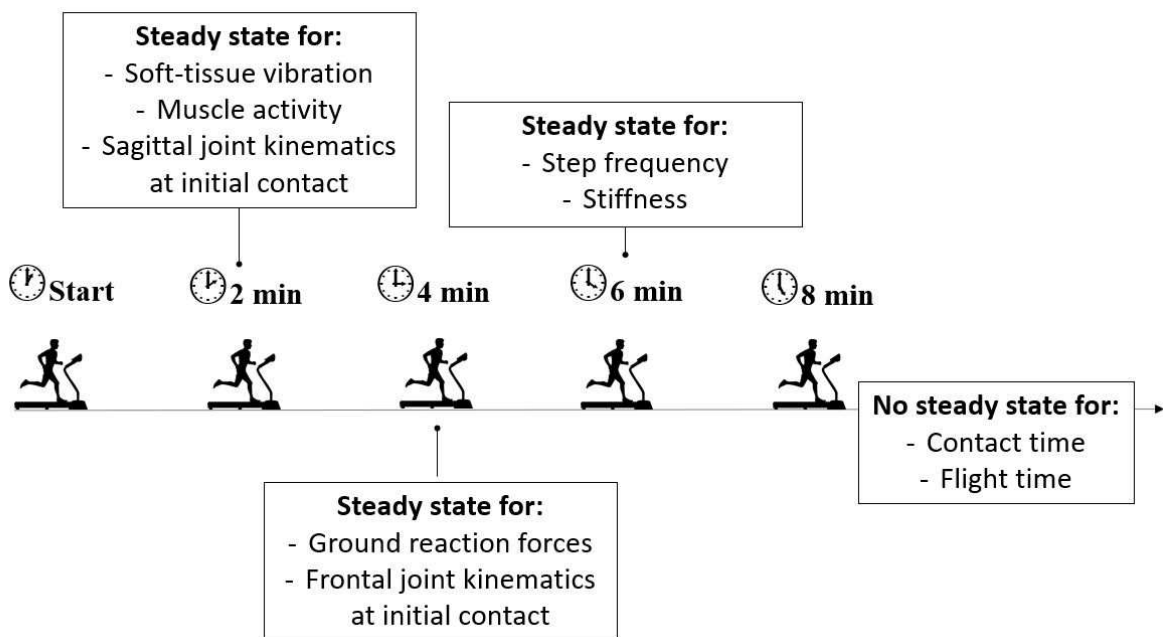 Steady state for:
- Soft-tissue vibration
- Muscle activity
- Sagittal joint kinematics
at initial contact
Steady state for:
- Step frequency
- Stiffness
Start
2 min
4 min
6 min
8 min
No steady state for:
- Contact time
- Flight time
Steady state for:
- Ground reaction forces
- Frontal joint kinematics
at initial contact